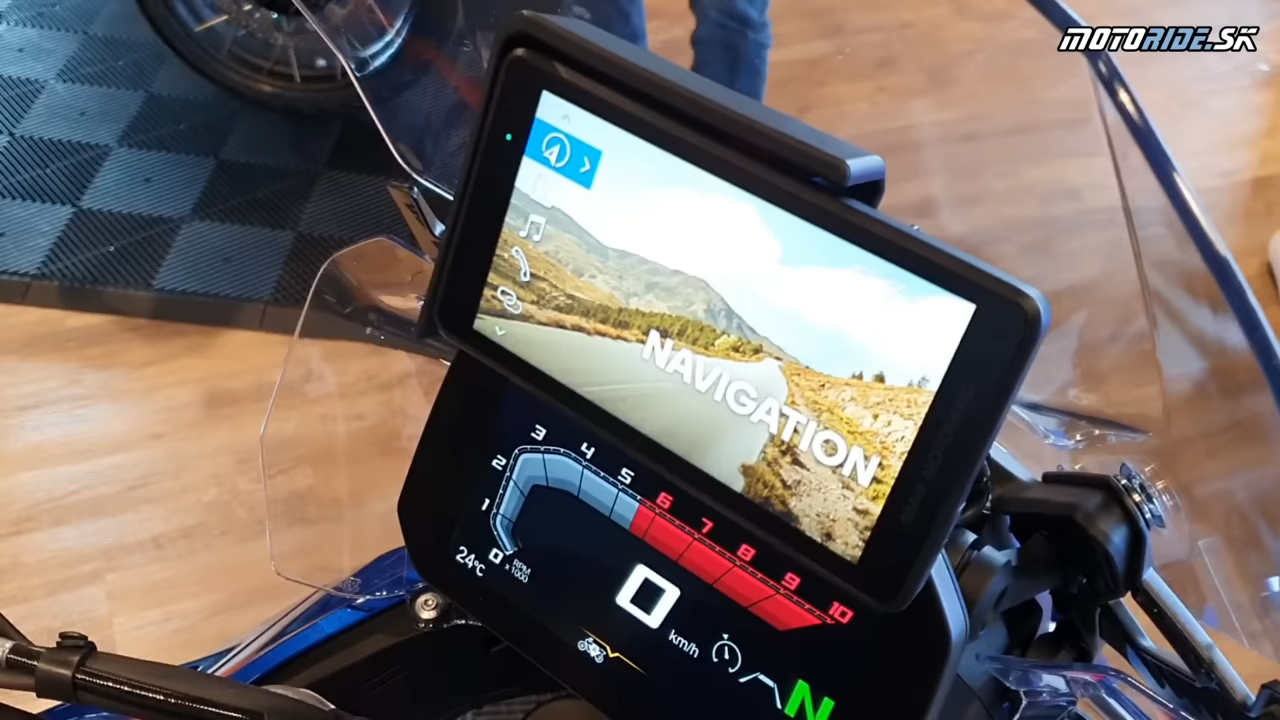 MOTORIDE.SK
NAVIGATION
0 1 2 3 4 5 6 7 8 9 10
RPM
x1000
24°C
0
km/h
N